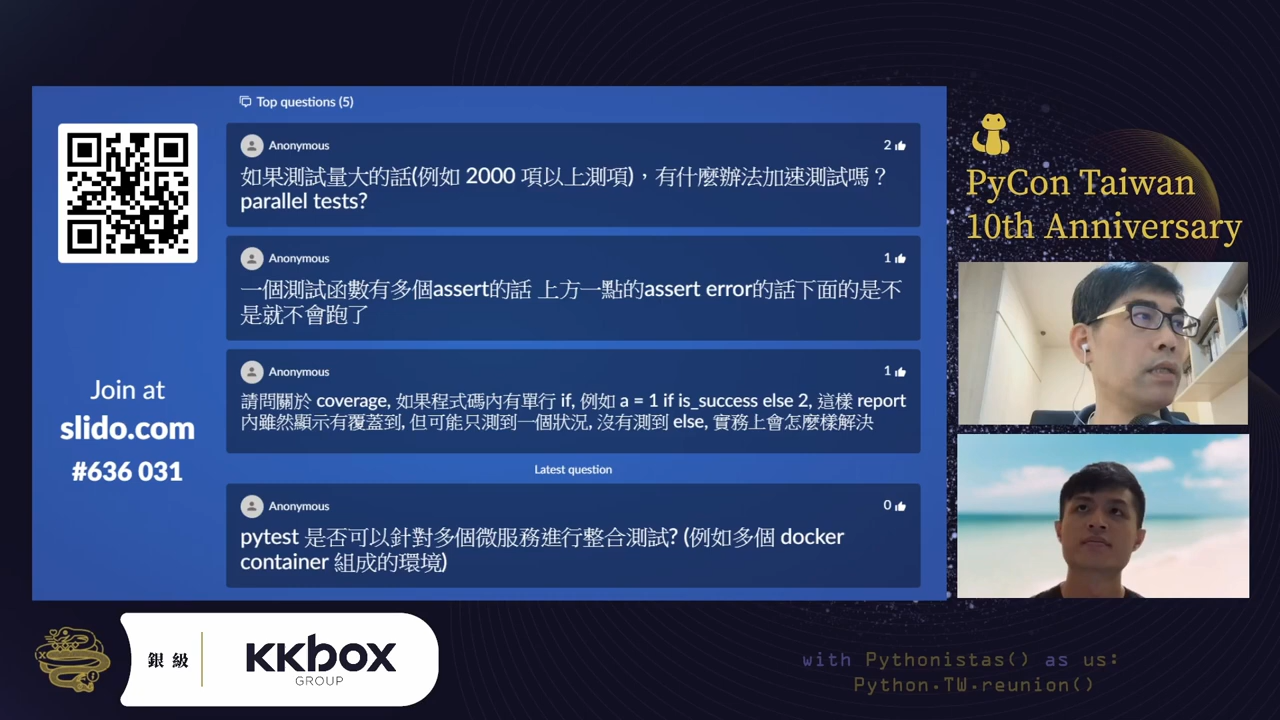 Top questions (5)
Anonymous
2
如果測試量大的話(例如 2000 項以上測項)，有什麼辦法加速測試嗎？
parallel tests?
Anonymous
1
一個測試函數有多個assert的話 上方一點的assert error的話下面的是不
是就不會跑了
Anonymous
1
請問關於 coverage, 如果程式碼內有單行 if, 例如 a = 1 if is_success else 2, 這樣 report
內雖然顯示有覆蓋到, 但可能只測到一個狀況, 沒有測到 else, 實務上會怎麼樣解決
Latest question
Anonymous
0
pytest 是否可以針對多個微服務進行整合測試? (例如多個 docker
container 組成的環境)
Join at
slido.com
#636 031
PyCon Taiwan
10th Anniversary
銀級
KKBOX
GROUP
with Pythonistas() as us:
Python.TW.reunion()